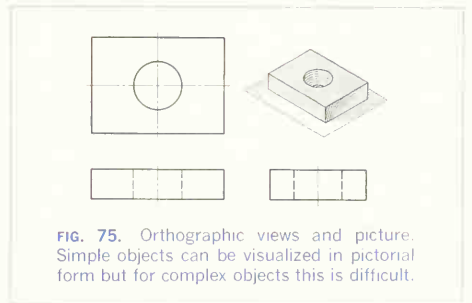 FIG. 75. Orthographic views and picture.
Simple objects can be visualized in pictorial
form but for complex objects this is difficult.